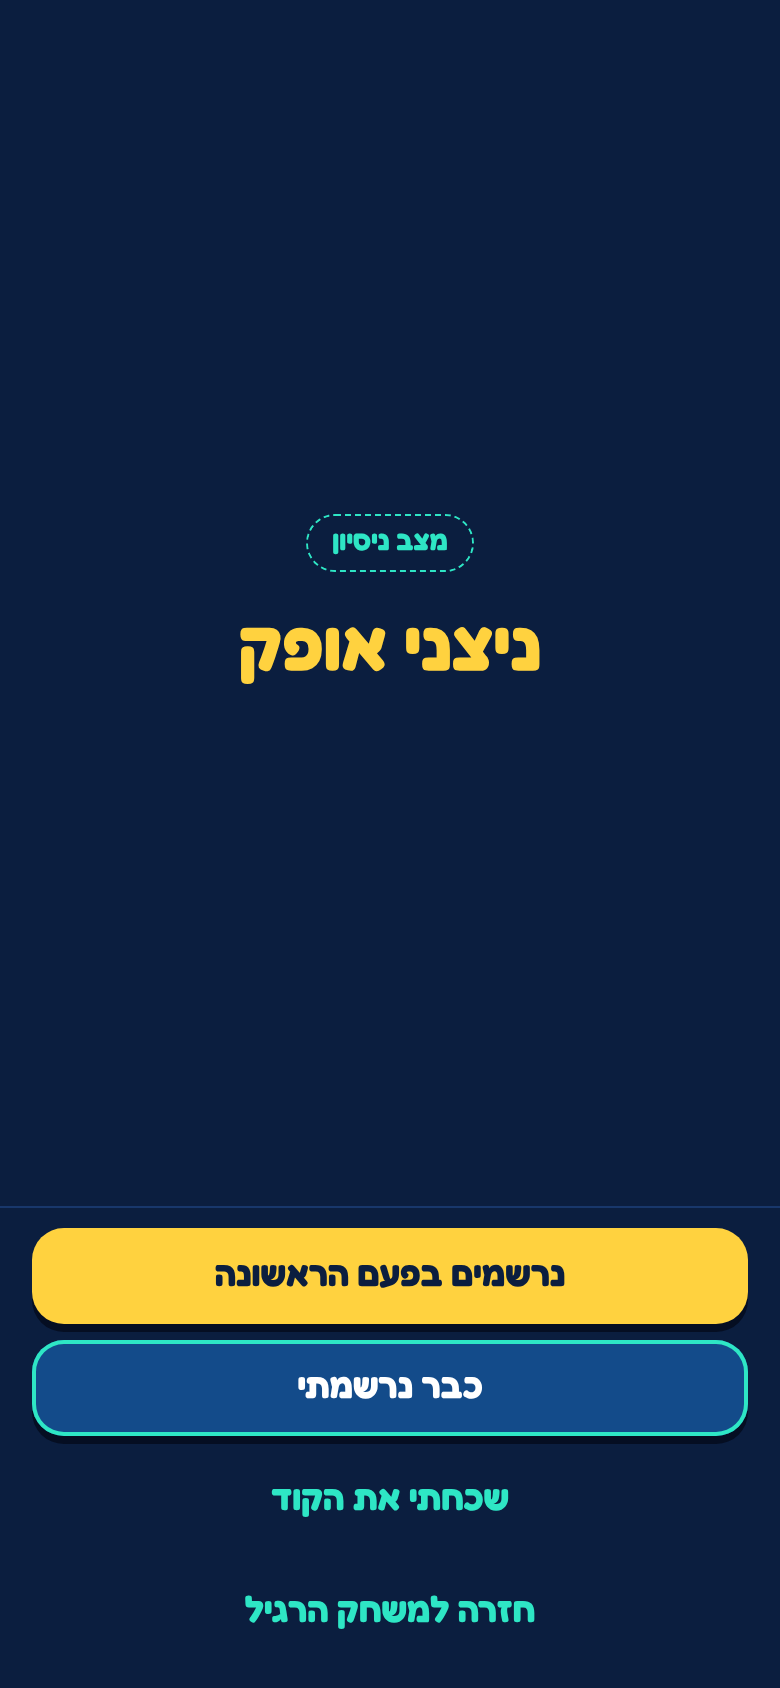 מצב ניסיון
ניצני אופק
נרשמים בפעם הראשונה
כבר נרשמתי
שכחתי את הקוד
חזרה למשחק הרגיל